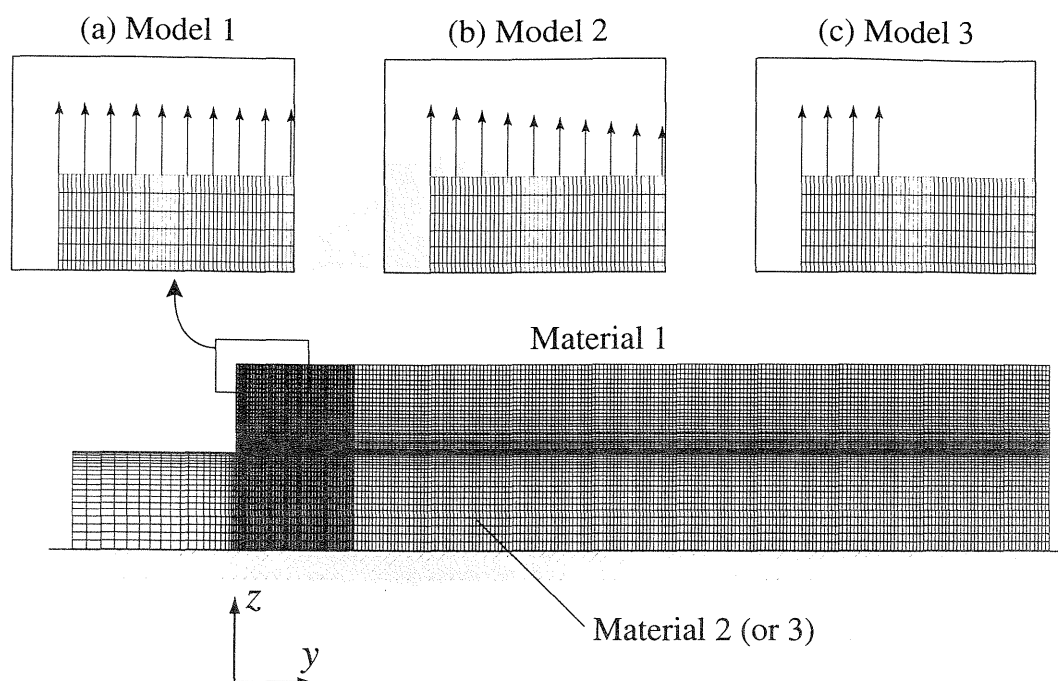 (a) Model 1
(b) Model 2
(c) Model 3
Material 1
Material 2 (or 3)
z
y